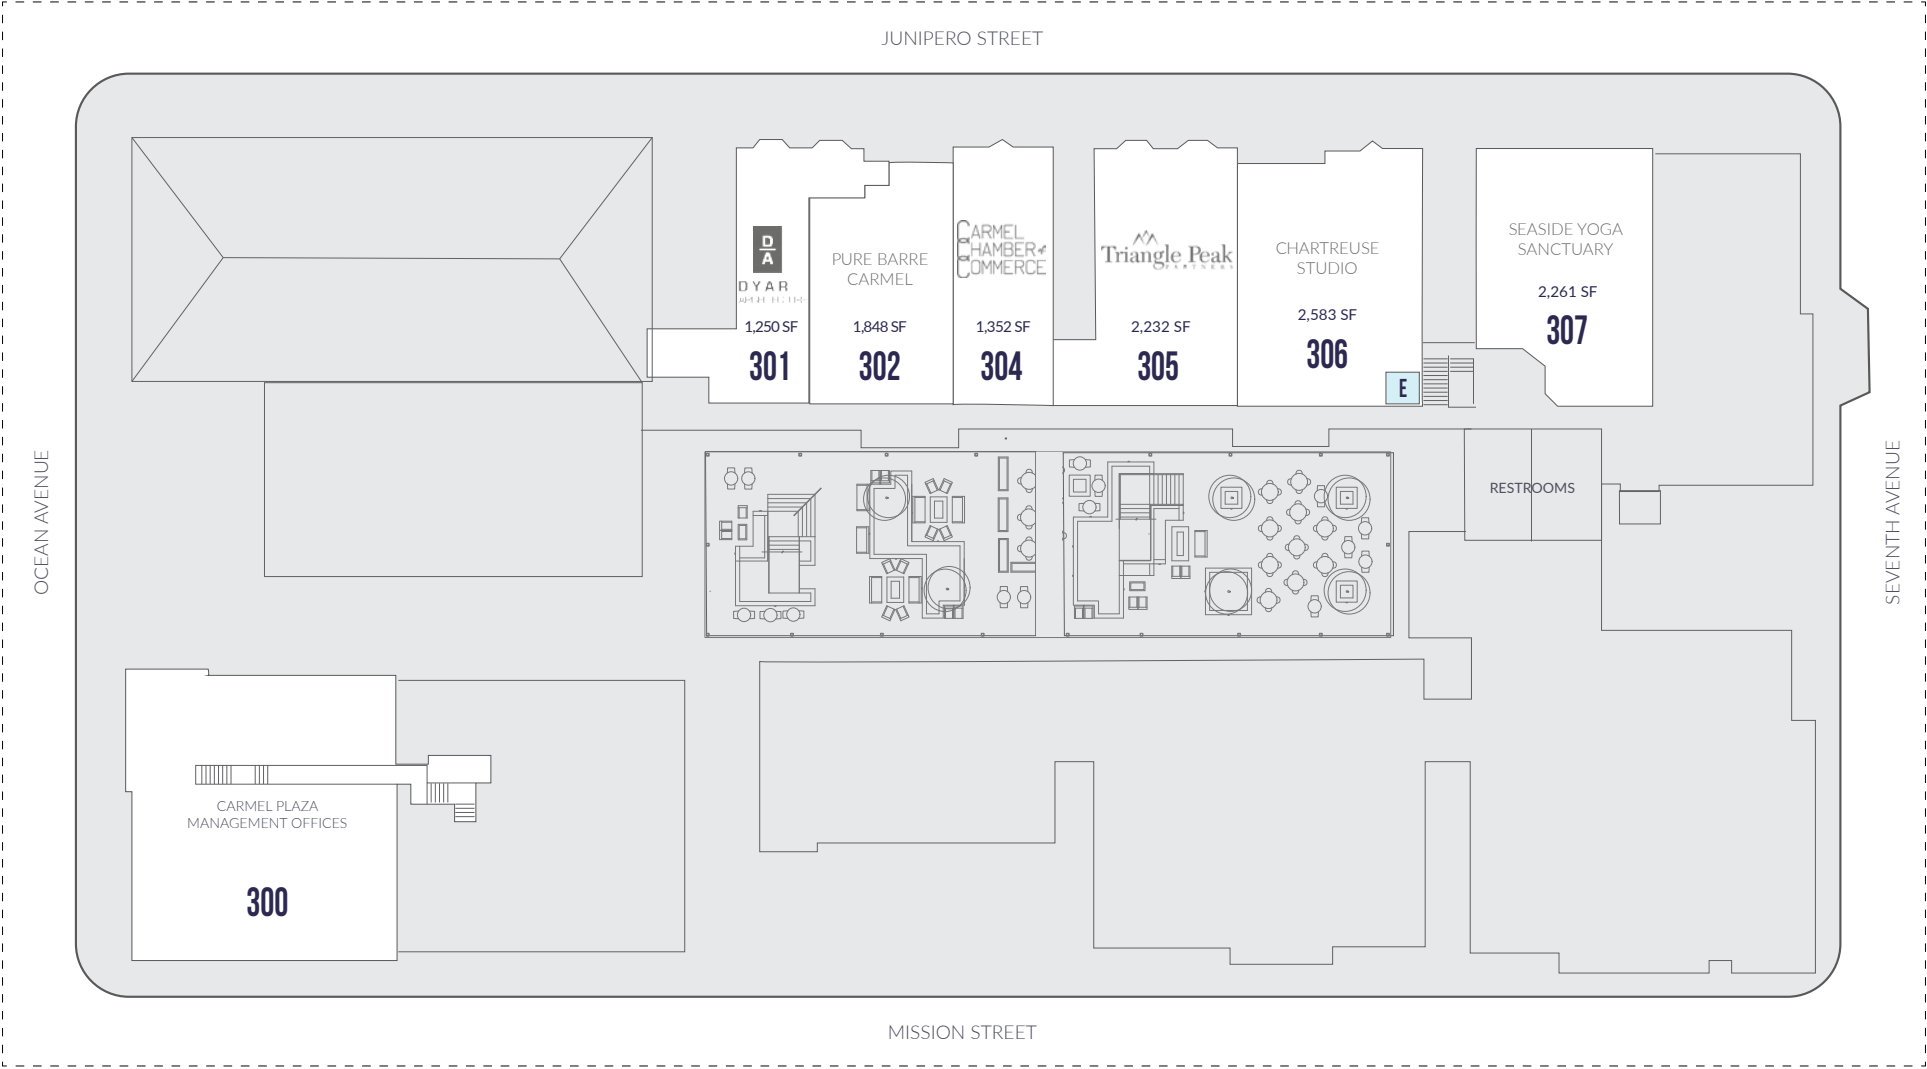 JUNIPERO STREET
OCEAN AVENUE
SEVENTH AVENUE
D
A
DYAR
ARCHITECTURE
1,250 SF
301
PURE BARRE
CARMEL
1,848 SF
302
CARMEL
CHAMBER of
COMMERCE
1,352 SF
304
Triangle Peak
PARTNERS
2,232 SF
305
CHARTREUSE
STUDIO
2,583 SF
306
E
SEASIDE YOGA
SANCTUARY
2,261 SF
307
RESTROOMS
CARMEL PLAZA
MANAGEMENT OFFICES
300
MISSION STREET